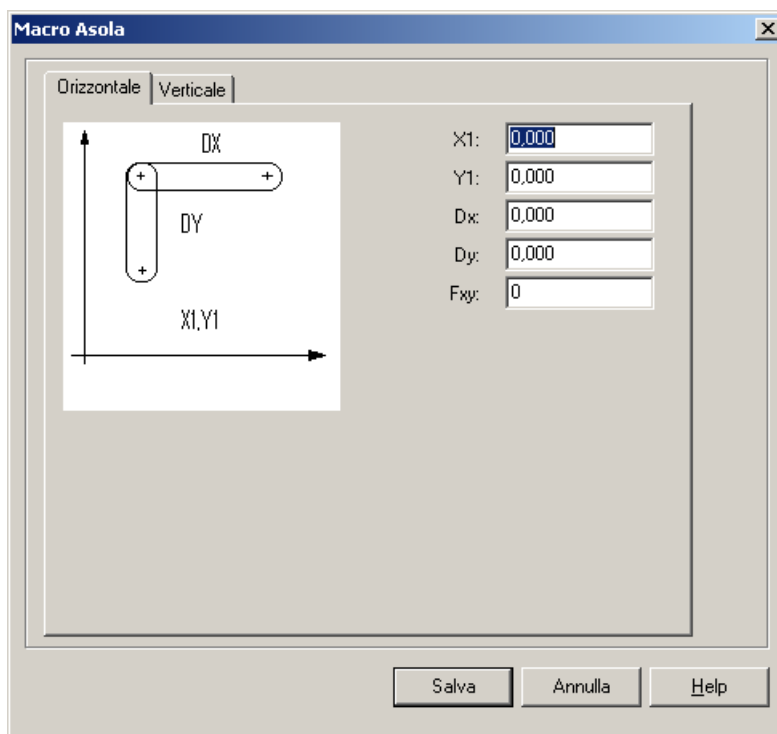 Macro Asola
Orizzontale Verticale
DX
DY
X1,Y1
X1: 0,000
Y1: 0,000
Dx: 0,000
Dy: 0,000
Fxy: 0
Salva Annulla Help